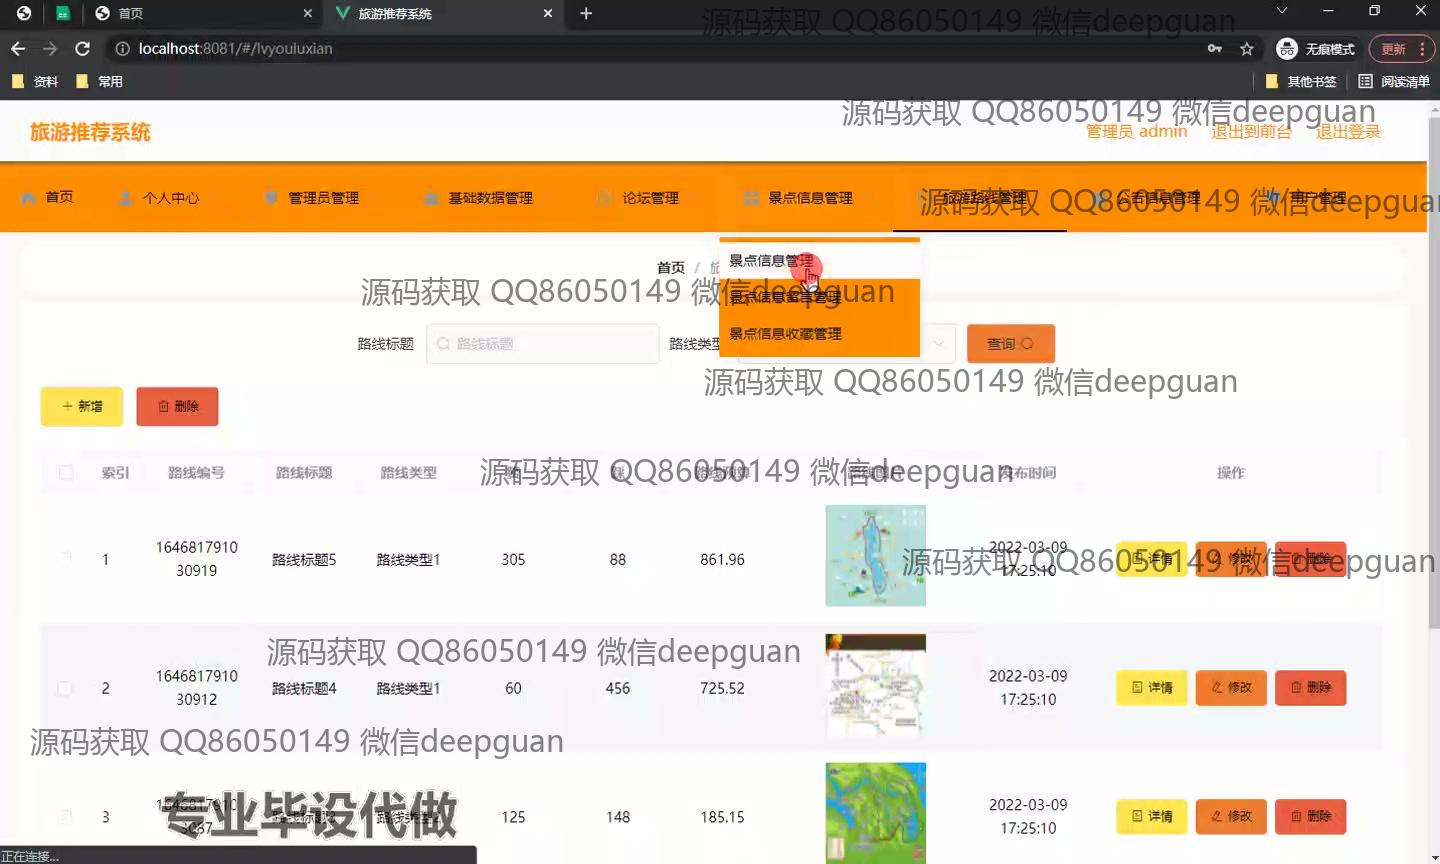 首页
旅游推荐系统
源码获取 QQ86050149 微信deepguan
localhost:8081/#/lvyouluxian
无痕模式
更新
资料
常用
其他书签
阅读清单
源码获取 QQ86050149 微信deepguan
旅游推荐系统
管理员 admin
退出到前台
退出登录
首页
个人中心
管理员管理
基础数据管理
论坛管理
景点信息管理
旅游路线管理
公告信息管理
用户管理
源码获取 QQ86050149 微信deepguan
首页 /
景点信息管理
源码获取 QQ86050149 微信deepguan
景点信息留言管理
景点信息收藏管理
路线标题
路线标题
路线类型
查询
源码获取 QQ86050149 微信deepguan
新增
删除
索引
路线编号
路线标题
路线类型
源码获取 QQ86050149 微信deepguan
发布时间
操作
1
1646817910
30919
路线标题5
路线类型1
305
88
861.96
2022-03-09
17:25:10
详情
修改
删除
源码获取 QQ86050149 微信deepguan
源码获取 QQ86050149 微信deepguan
2
1646817910
30912
路线标题4
路线类型1
60
456
725.52
2022-03-09
17:25:10
详情
修改
删除
源码获取 QQ86050149 微信deepguan
3
专业毕设代做
125
148
185.15
2022-03-09
17:25:10
详情
修改
删除
正在连接...